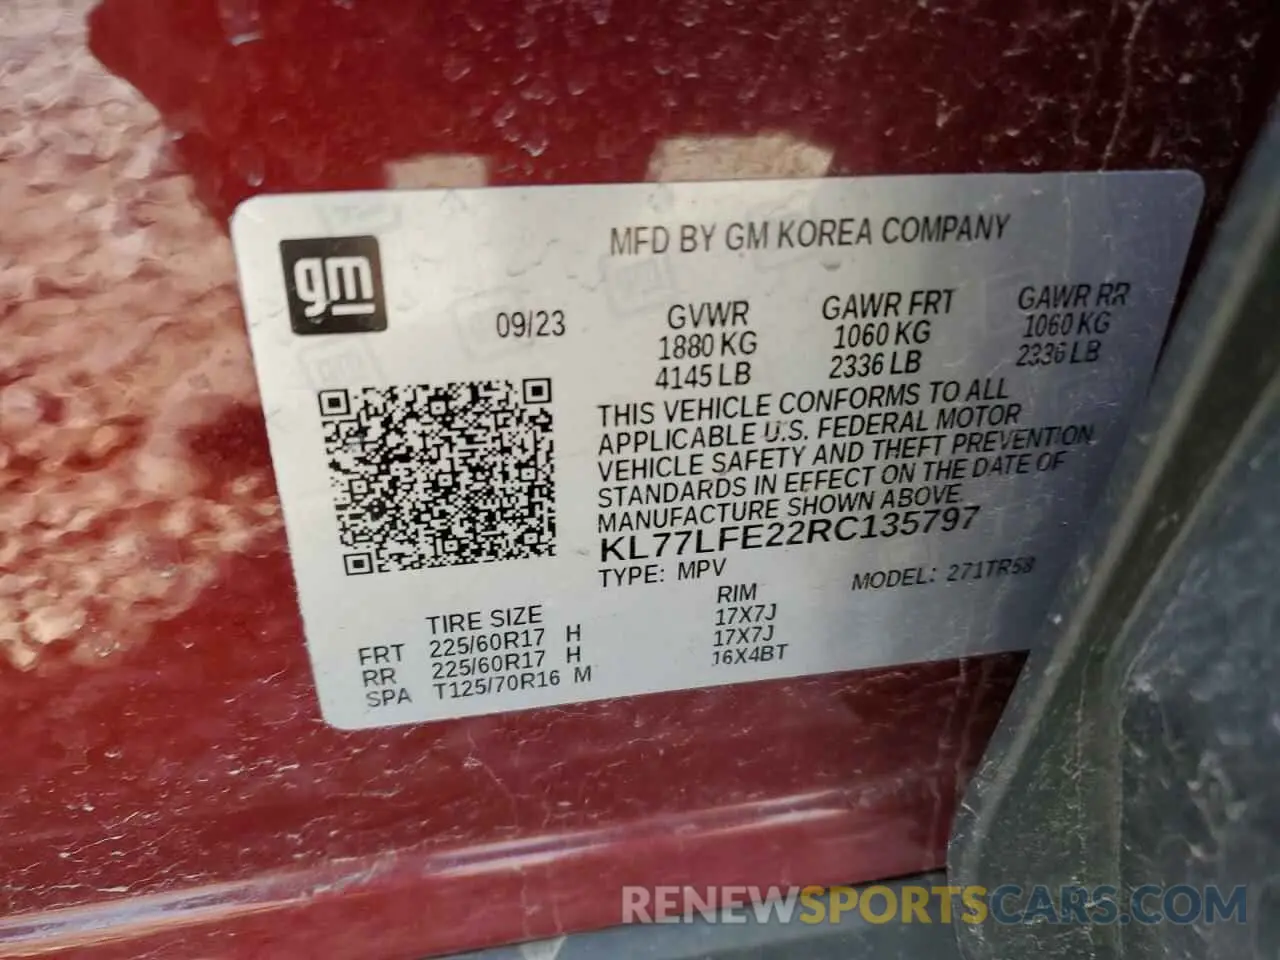 MFD BY GM KOREA COMPANY
gm
09/23
GVWR GAWR FRT GAWR RR
1880 KG 1060 KG 1060 KG
4145 LB 2336 LB 2336 LB
THIS VEHICLE CONFORMS TO ALL
APPLICABLE U.S. FEDERAL MOTOR
VEHICLE SAFETY AND THEFT PREVENTION
STANDARDS IN EFFECT ON THE DATE OF
MANUFACTURE SHOWN ABOVE.
KL77LFE22RC135797
TYPE: MPV MODEL: 271TR58
TIRE SIZE RIM
FRT 225/60R17 H 17X7J
RR 225/60R17 H 17X7J
SPA T125/70R16 M 16X4BT
RENEWSPORTSCARS.COM